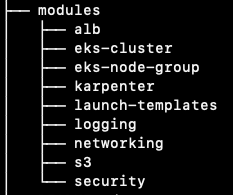 ├── modules
│   ├── alb
│   ├── eks-cluster
│   ├── eks-node-group
│   ├── karpenter
│   ├── launch-templates
│   ├── logging
│   ├── networking
│   ├── s3
│   └── security